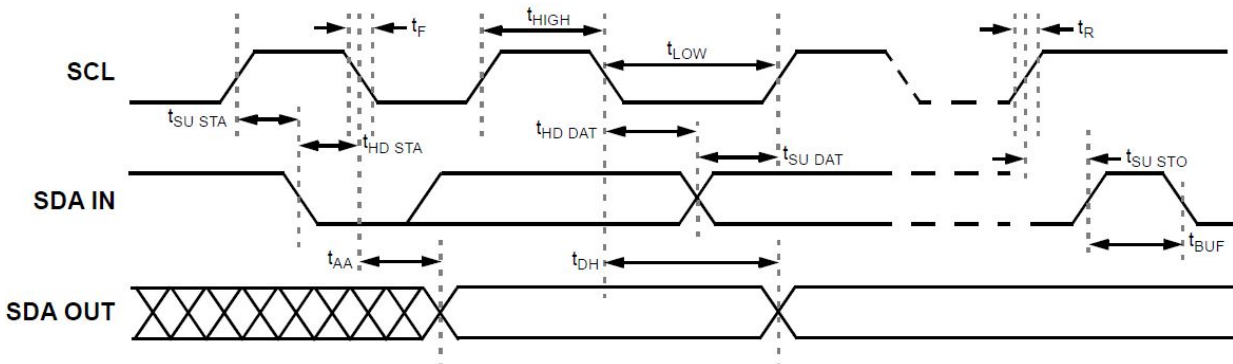 tF
tHIGH
tR
SCL
tLOW
tSU STA
tHD STA
tHD DAT
tSU DAT
tSU STO
SDA IN
tAA
tDH
tBUF
SDA OUT